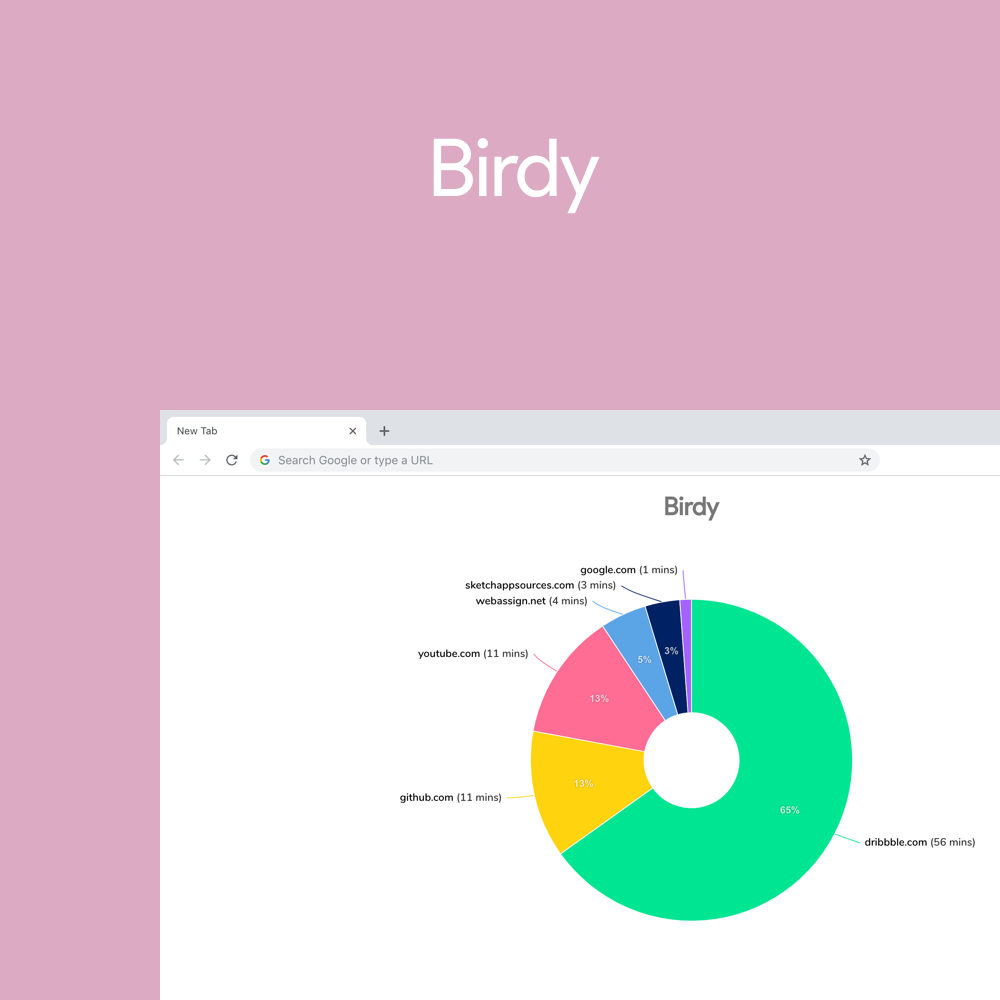 Birdy
New Tab
Search Google or type a URL
Birdy
google.com (1 mins)
sketchappsources.com (3 mins)
webassign.net (4 mins)
youtube.com (11 mins)
5%
3%
13%
13%
github.com (11 mins)
65%
dribbble.com (56 mins)